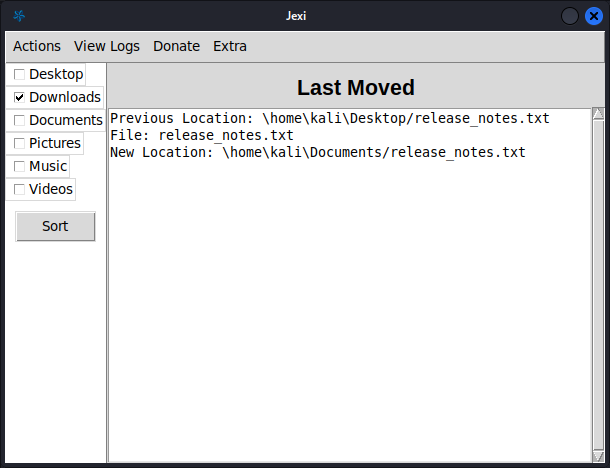 Jexi
Actions View Logs Donate Extra
Desktop
Downloads
Documents
Pictures
Music
Videos
Sort
Last Moved
Previous Location: \home\kali\Desktop/release_notes.txt
File: release_notes.txt
New Location: \home\kali\Documents/release_notes.txt